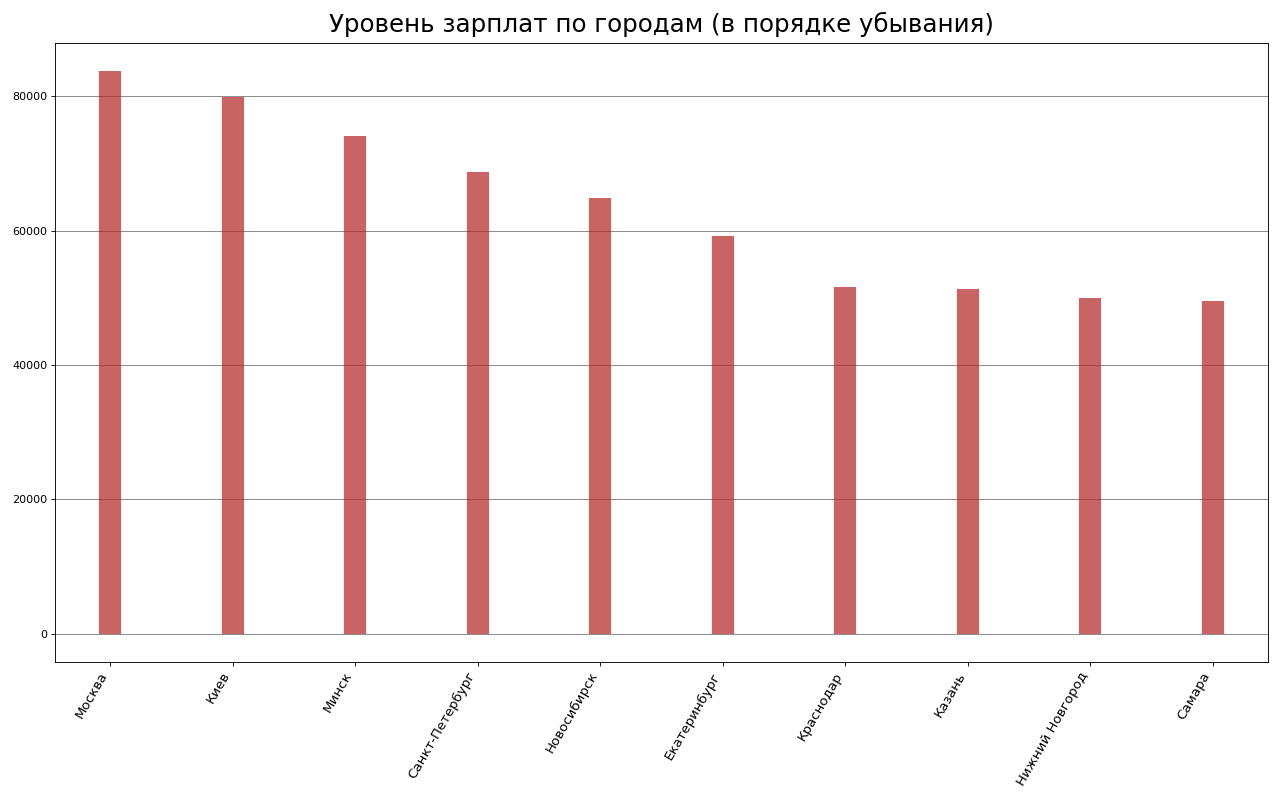 Уровень зарплат по городам (в порядке убывания)
80000
60000
40000
20000
0
Москва
Киев
Минск
Санкт-Петербург
Новосибирск
Екатеринбург
Краснодар
Казань
Нижний Новгород
Самара